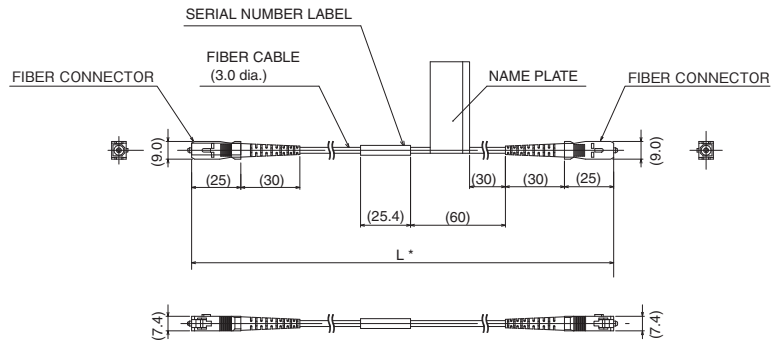 SERIAL NUMBER LABEL
FIBER CABLE
(3.0 dia.)
NAME PLATE
FIBER CONNECTOR
FIBER CONNECTOR
(9.0)
(9.0)
(25)
(30)
(30)
(30)
(25)
(25.4)
(60)
L *
(7.4)
(7.4)